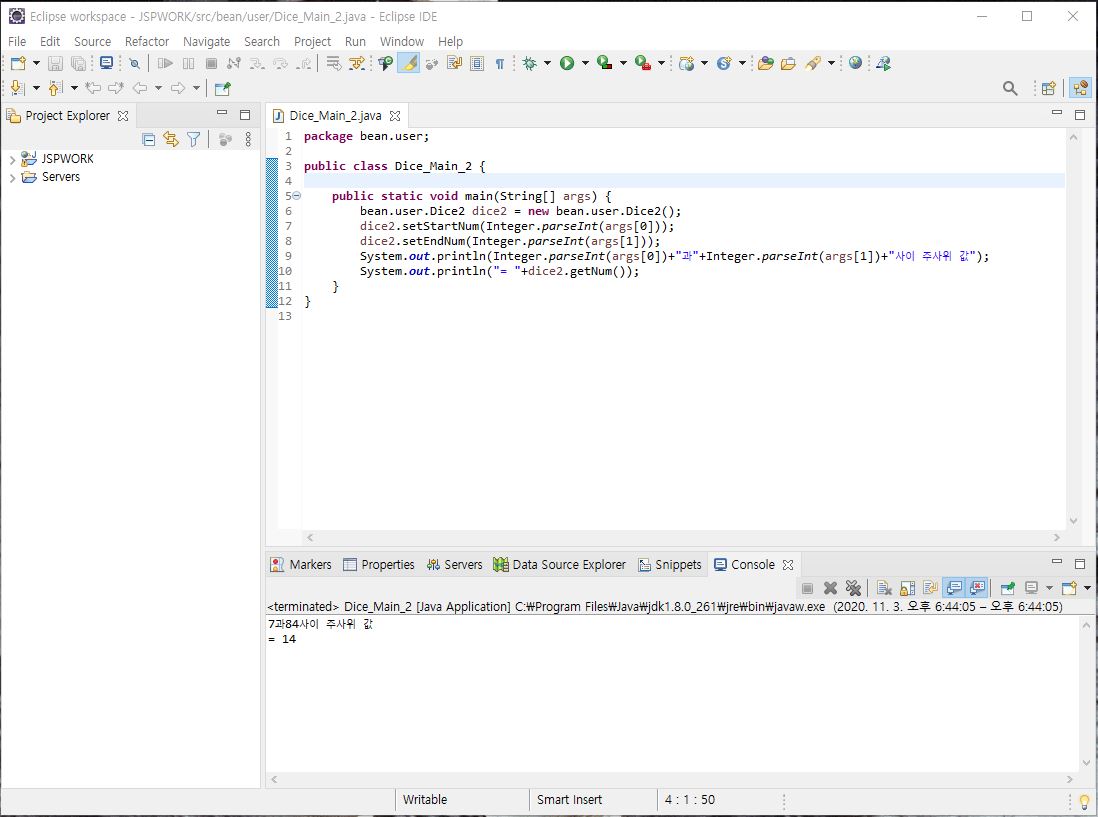 Eclipse workspace - JSPWORK/src/bean/user/Dice_Main_2.java - Eclipse IDE
File Edit Source Refactor Navigate Search Project Run Window Help
Project Explorer
JSPWORK
Servers
Dice_Main_2.java
1 package bean.user;
2
3 public class Dice_Main_2 {
4
5 public static void main(String[] args) {
6 bean.user.Dice2 dice2 = new bean.user.Dice2();
7 dice2.setStartNum(Integer.parseInt(args[0]));
8 dice2.setEndNum(Integer.parseInt(args[1]));
9 System.out.println(Integer.parseInt(args[0])+"과"+Integer.parseInt(args[1])+"사이 주사위 값");
10 System.out.println("= "+dice2.getNum());
11 }
12 }
13
Markers Properties Servers Data Source Explorer Snippets Console
<terminated> Dice_Main_2 [Java Application] C:₩Program Files₩Java₩jdk1.8.0_261₩jre₩bin₩javaw.exe (2020. 11. 3. 오후 6:44:05 – 오후 6:44:05)
7과84사이 주사위 값
= 14
Writable Smart Insert 4 : 1 : 50